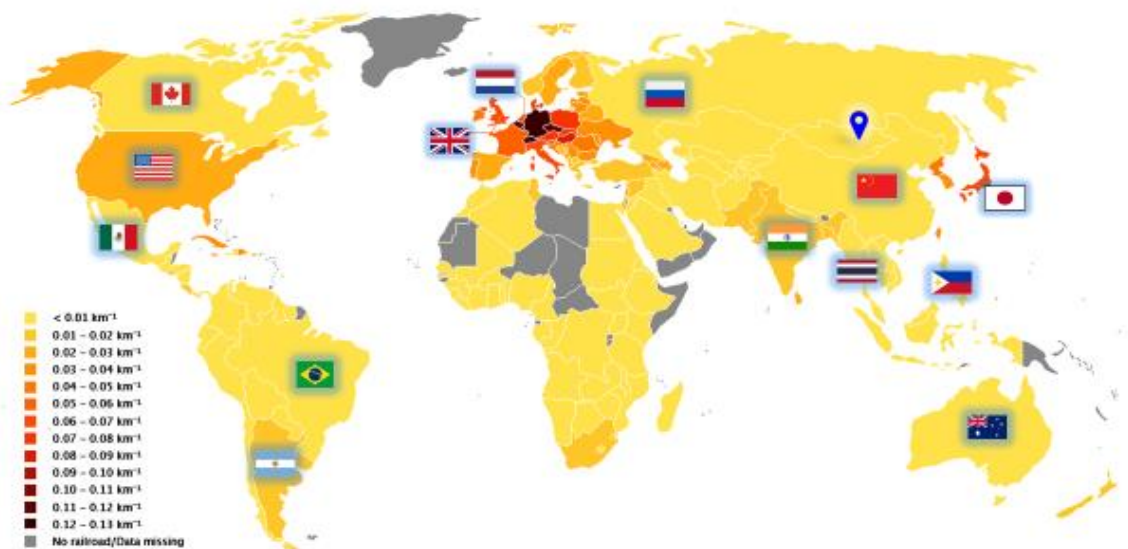 < 0.01 km⁻¹
0.01 – 0.02 km⁻¹
0.02 – 0.03 km⁻¹
0.03 – 0.04 km⁻¹
0.04 – 0.05 km⁻¹
0.05 – 0.06 km⁻¹
0.06 – 0.07 km⁻¹
0.07 – 0.08 km⁻¹
0.08 – 0.09 km⁻¹
0.09 – 0.10 km⁻¹
0.10 – 0.11 km⁻¹
0.11 – 0.12 km⁻¹
0.12 – 0.13 km⁻¹
No railroad/Data missing